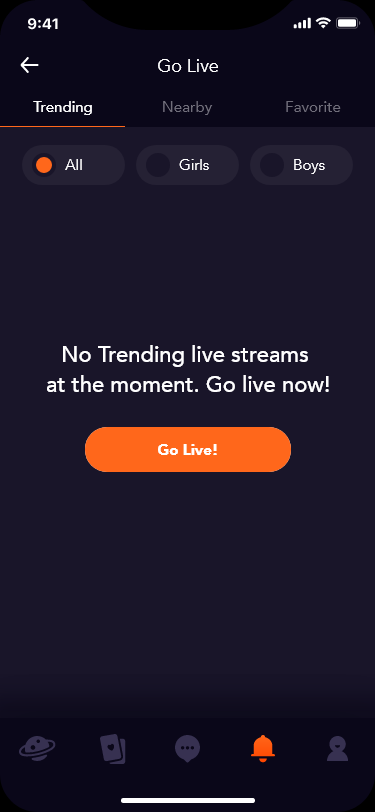 9:41
Go Live
Trending Nearby Favorite
All Girls Boys
No Trending live streams
at the moment. Go live now!
Go Live!